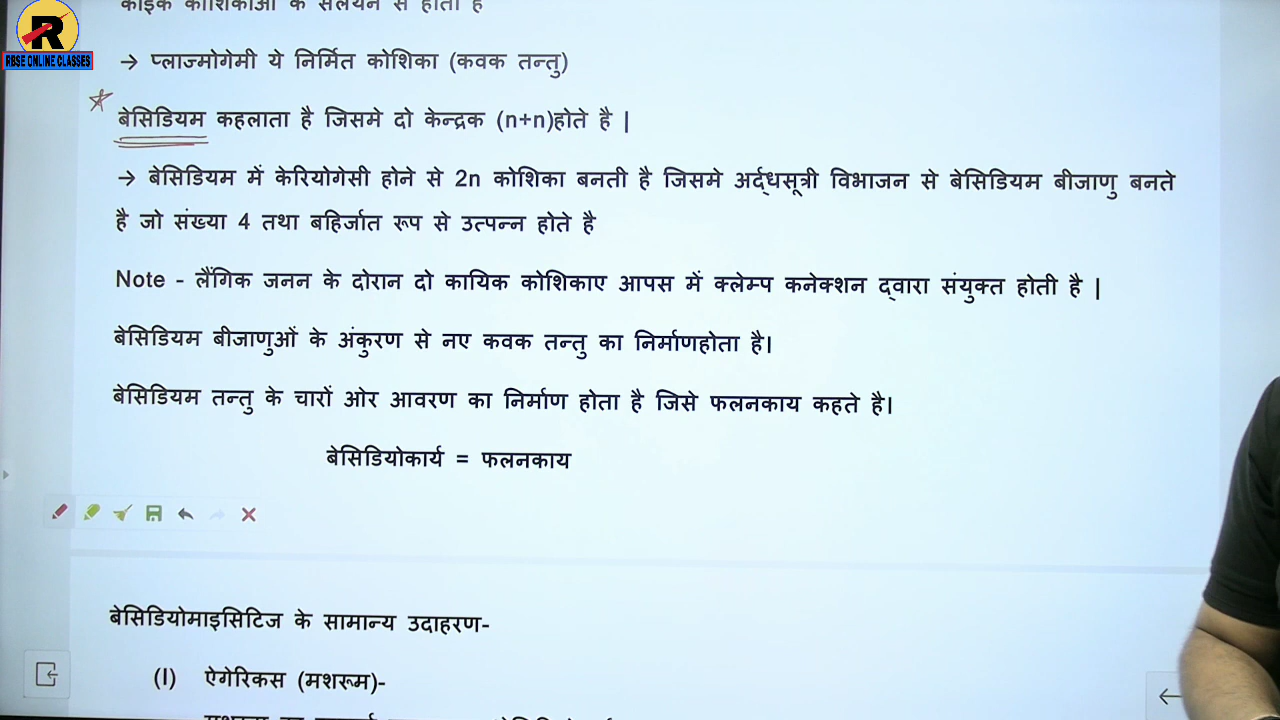 R
RBSE ONLINE CLASSES
→ प्लाज्मोगेमी ये निर्मित कोशिका (कवक तन्तु)
बेसिडियम कहलाता है जिसमे दो केन्द्रक (n+n)होते है |
→ बेसिडियम में केरियोगेसी होने से 2n कोशिका बनती है जिसमे अर्द्धसूत्री विभाजन से बेसिडियम बीजाणु बनते
है जो संख्या 4 तथा बहिर्जात रूप से उत्पन्न होते है
Note - लैंगिक जनन के दोरान दो कायिक कोशिकाए आपस में क्लेम्प कनेक्शन द्वारा संयुक्त होती है |
बेसिडियम बीजाणुओं के अंकुरण से नए कवक तन्तु का निर्माणहोता है।
बेसिडियम तन्तु के चारों ओर आवरण का निर्माण होता है जिसे फलनकाय कहते है।
बेसिडियोकार्य = फलनकाय
बेसिडियोमाइसिटिज के सामान्य उदाहरण-
(I) ऐगेरिकस (मशरूम)-